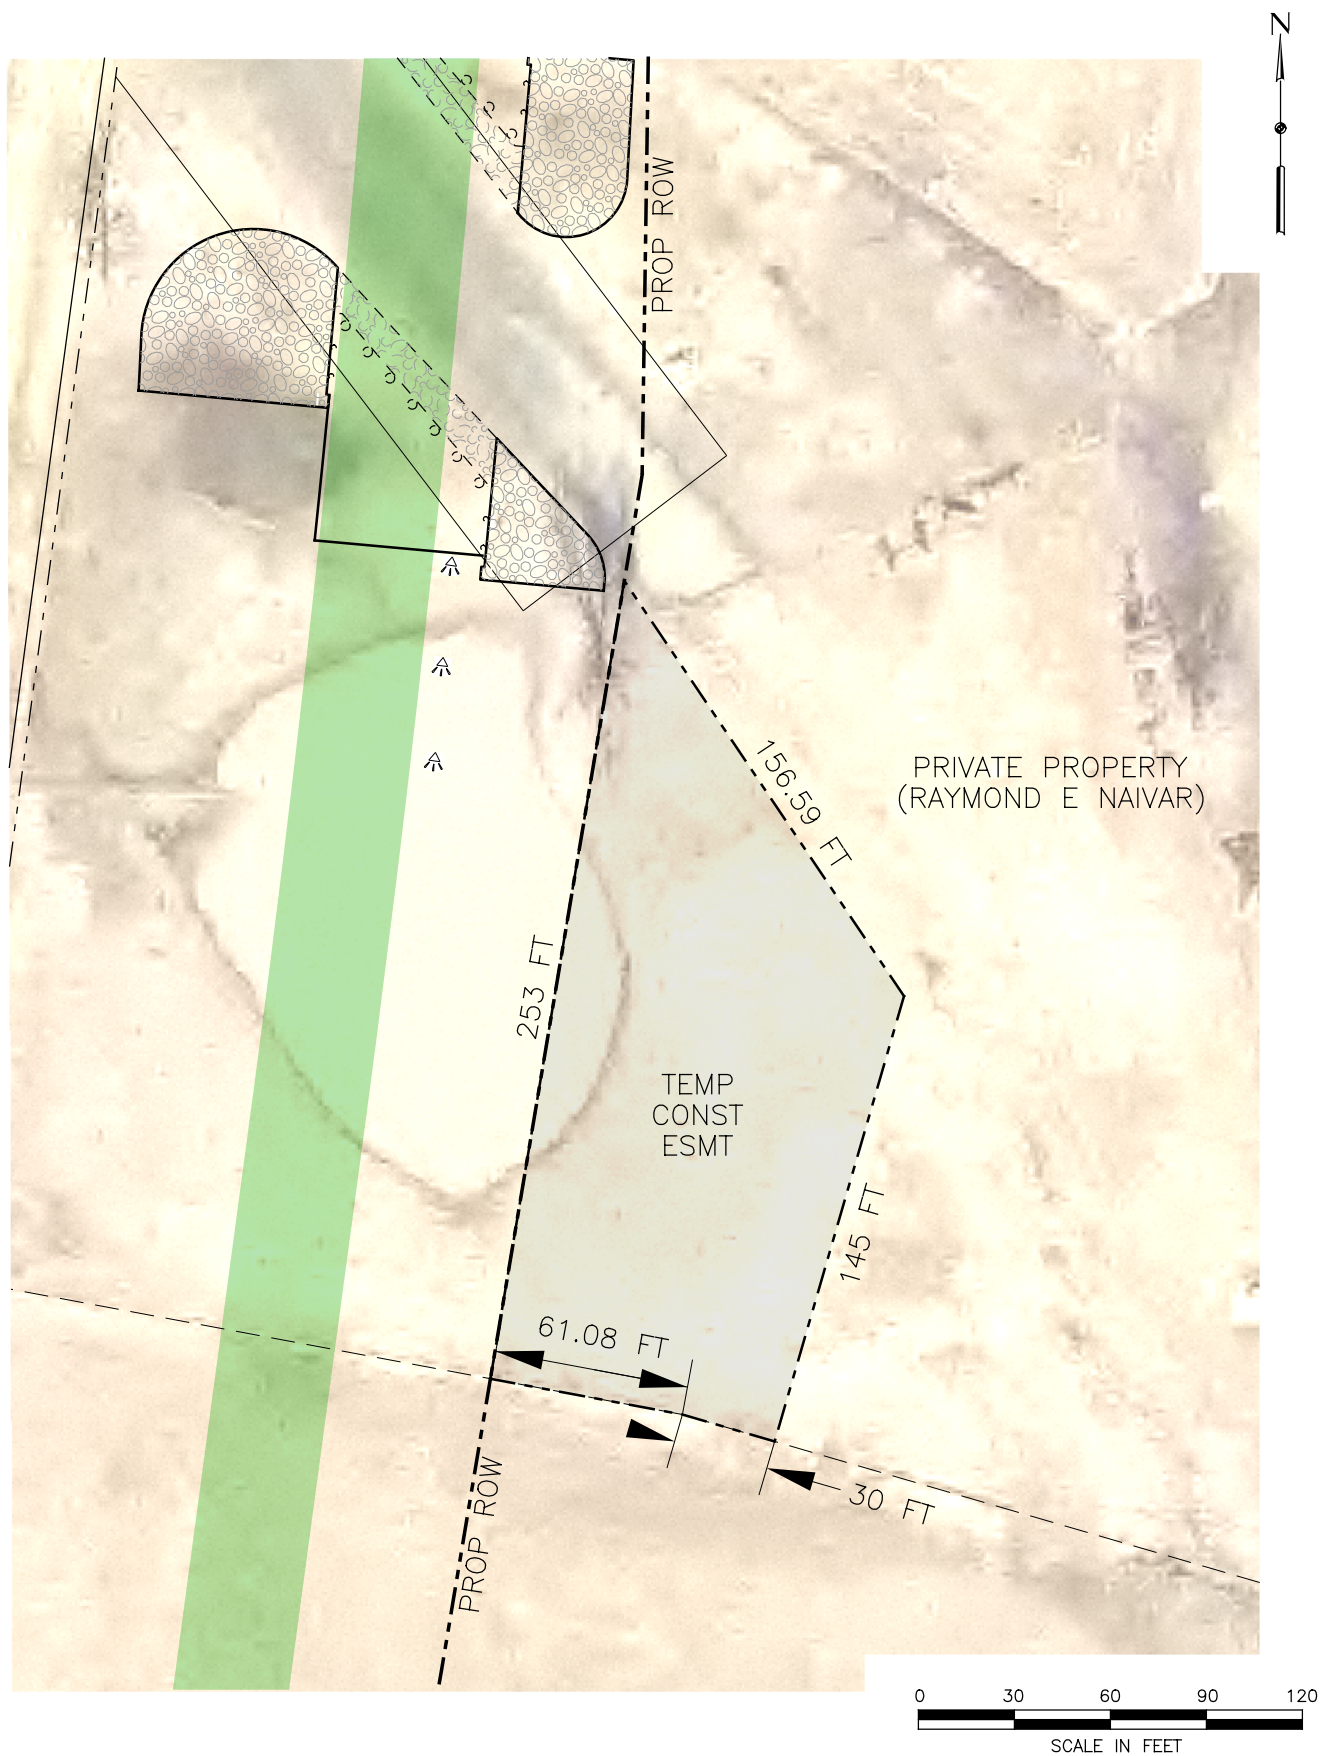 N
PROP ROW
156.59 FT
PRIVATE PROPERTY
(RAYMOND E NAIVAR)
253 FT
TEMP
CONST
ESMT
145 FT
61.08 FT
30 FT
PROP ROW
0 30 60 90 120
SCALE IN FEET